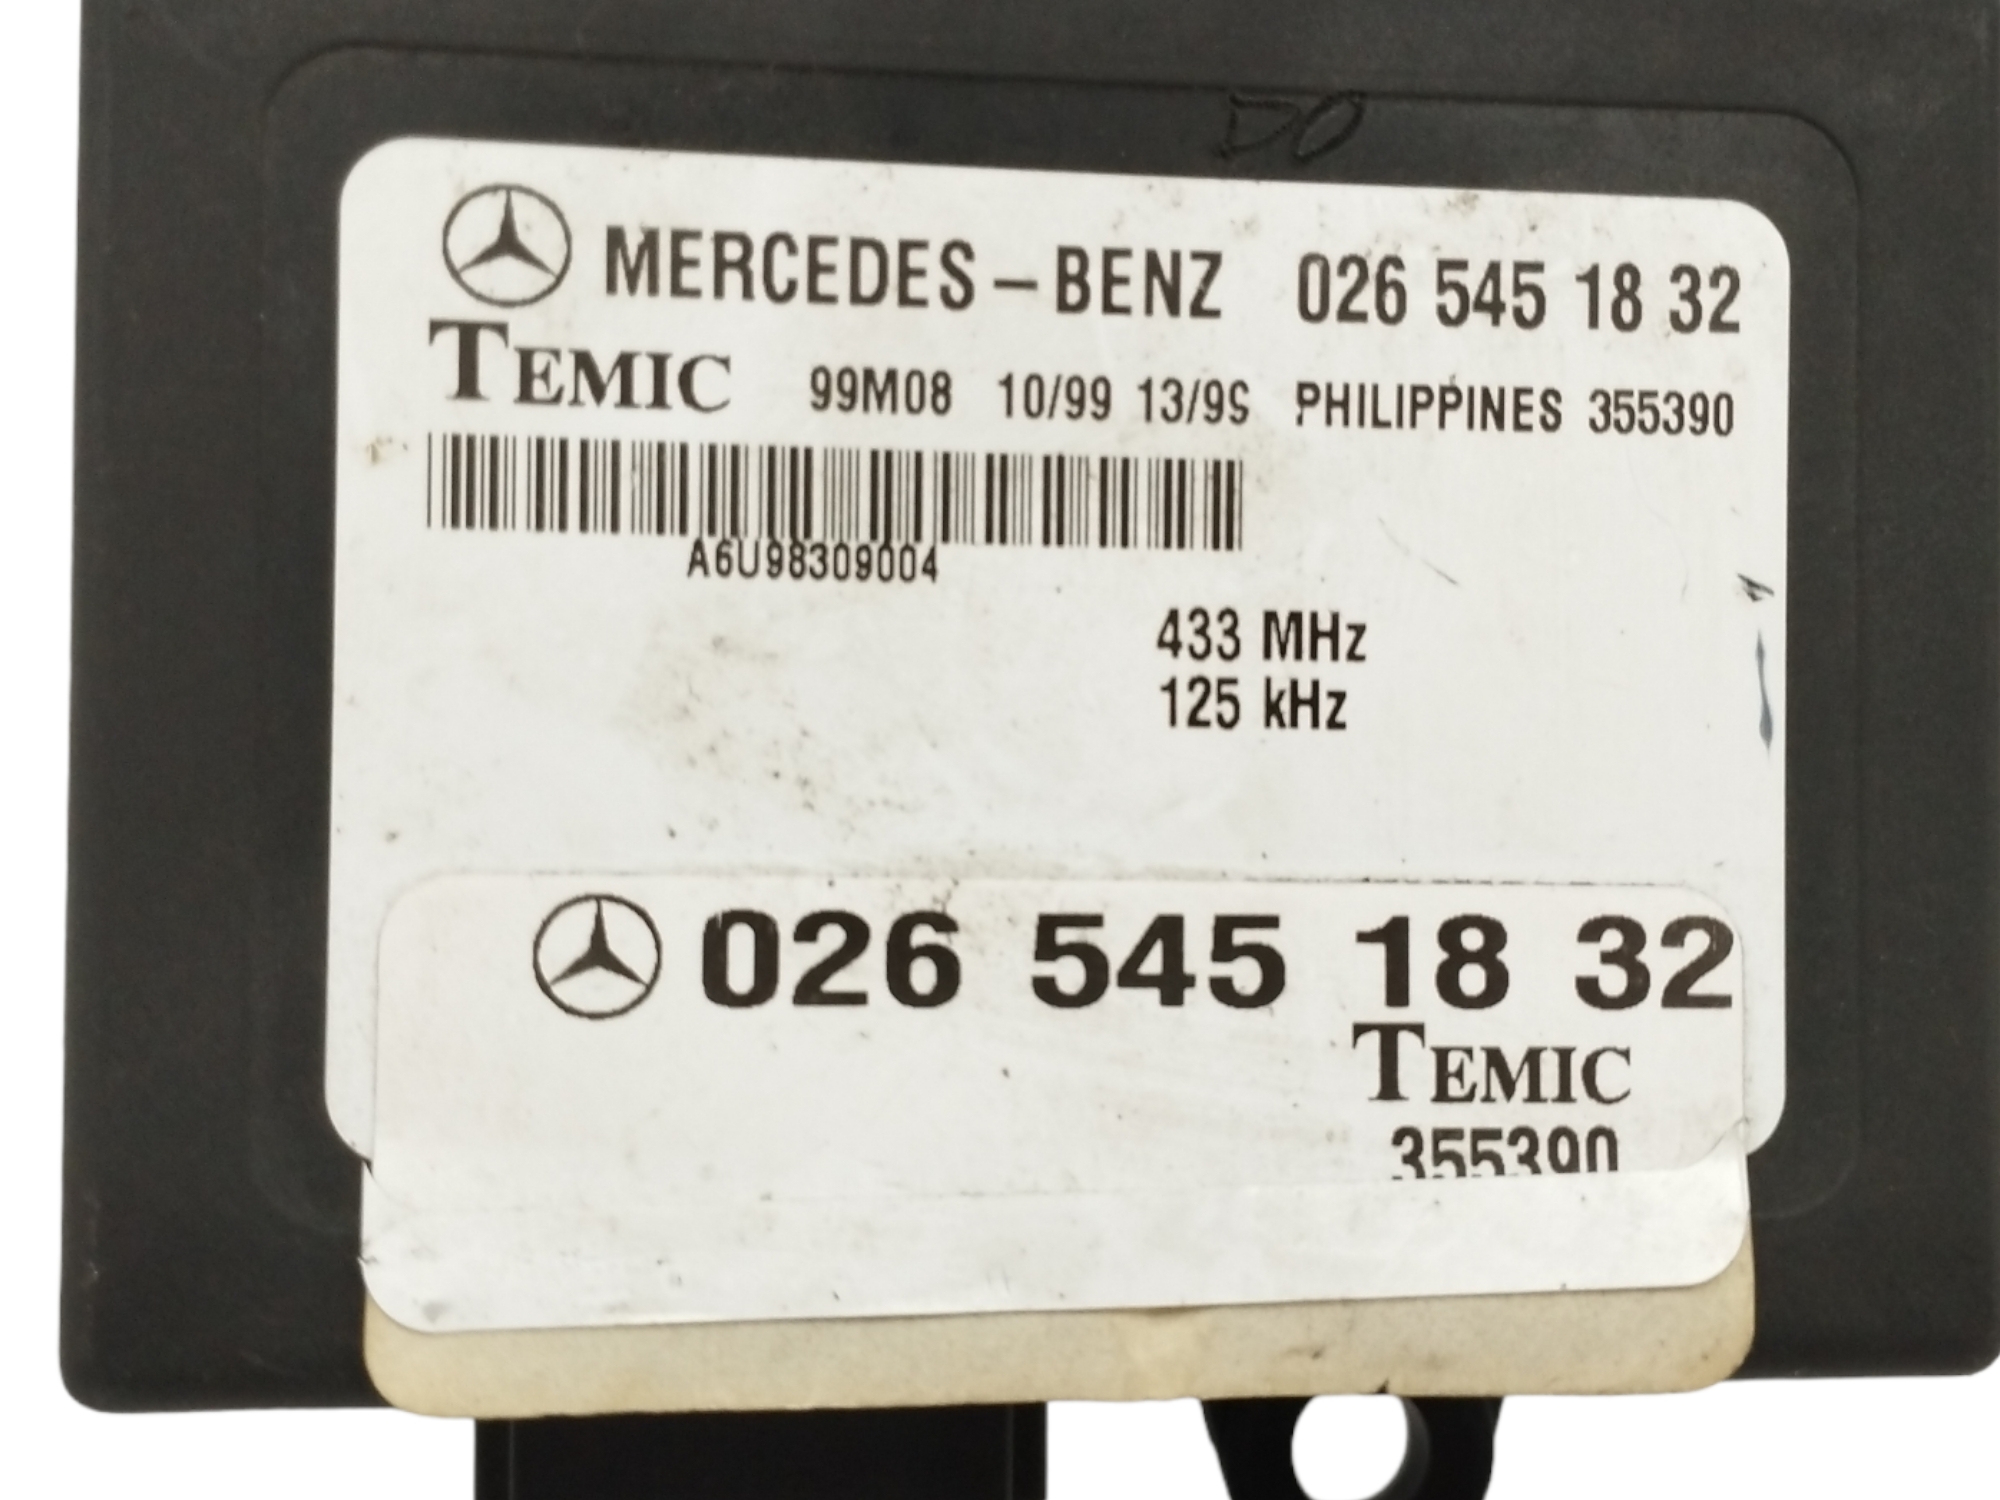 DO
MERCEDES-BENZ 026 545 18 32
TEMIC 99M08 10/99 13/99 PHILIPPINES 355390
A6U98309004
433 MHz
125 kHz
026 545 18 32
TEMIC
355390